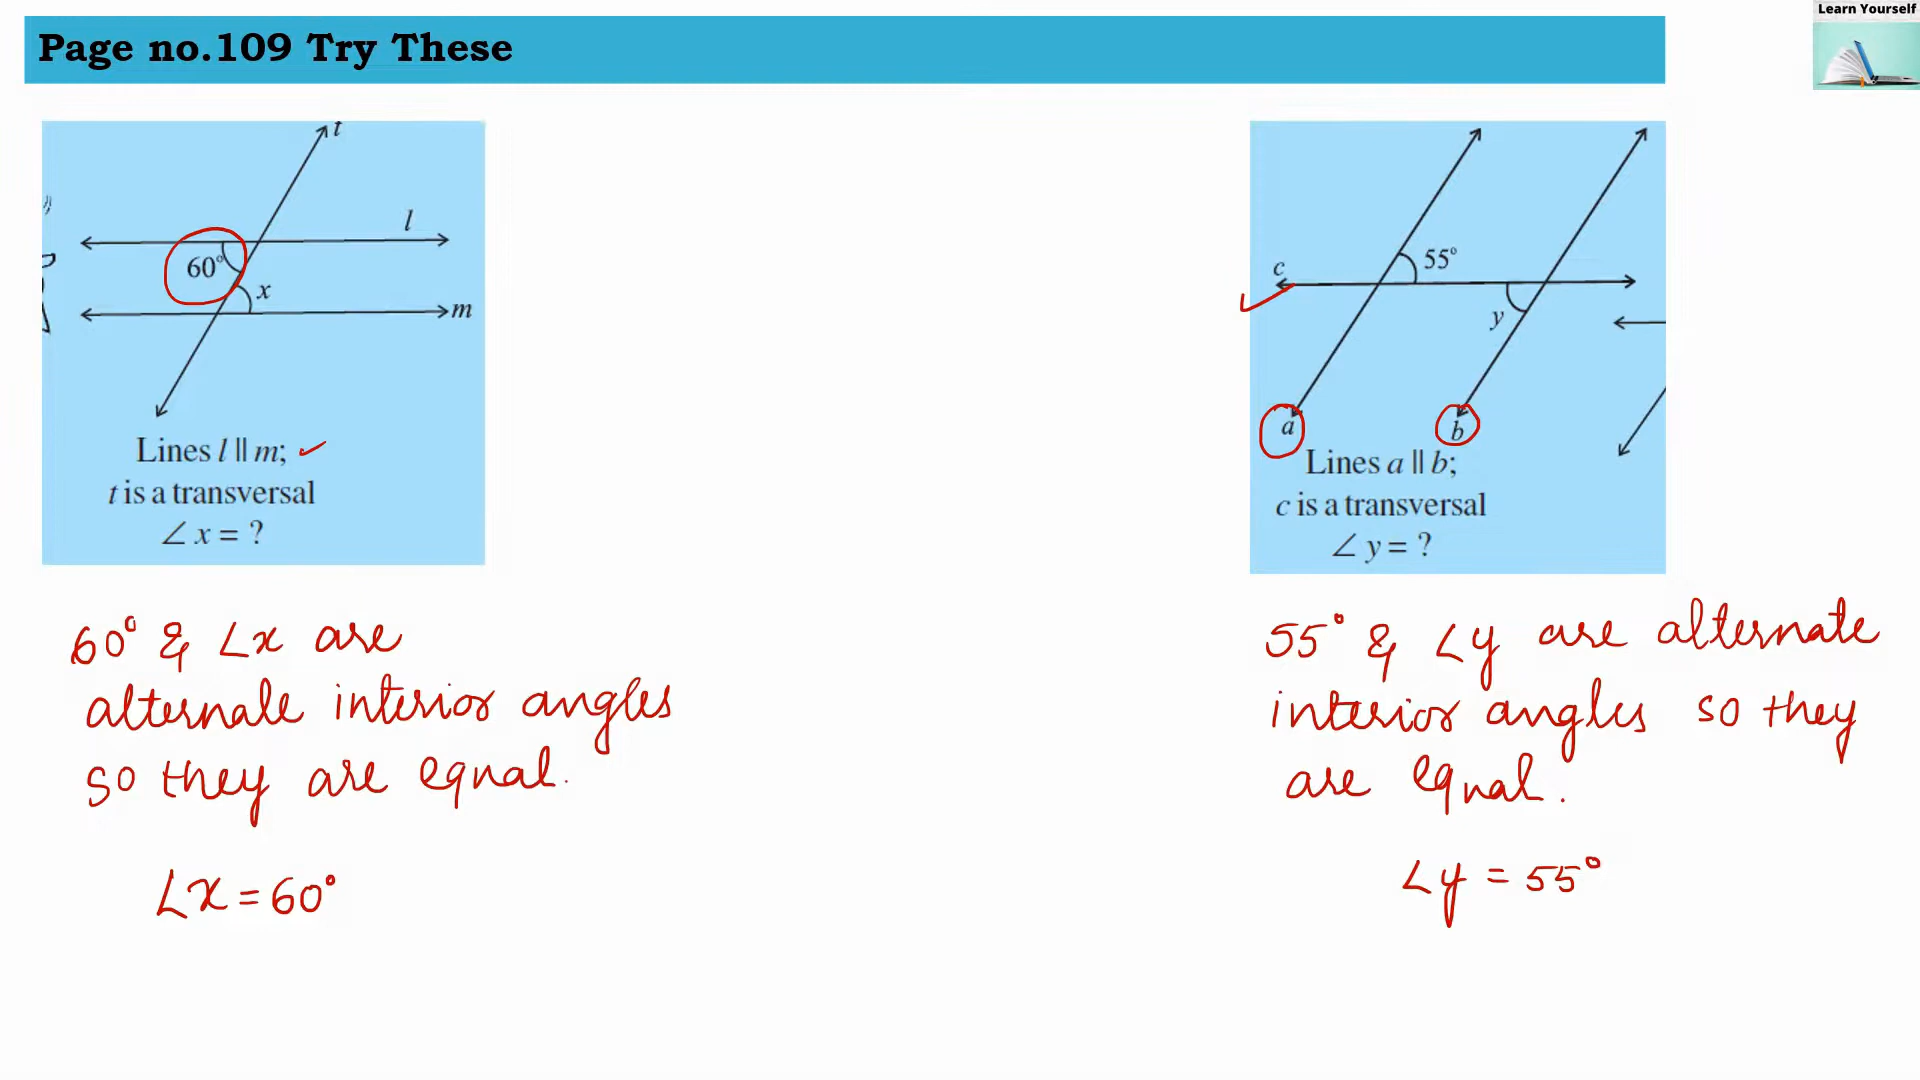 Learn Yourself
Page no.109 Try These
t
l
60°
x
m
Lines l || m;
t is a transversal
∠ x = ?
60° & ∠x are
alternate interior angles
so they are equal.
∠x = 60°
c
55°
y
a
b
Lines a || b;
c is a transversal
∠ y = ?
55° & ∠y are alternate
interior angles so they
are equal.
∠y = 55°